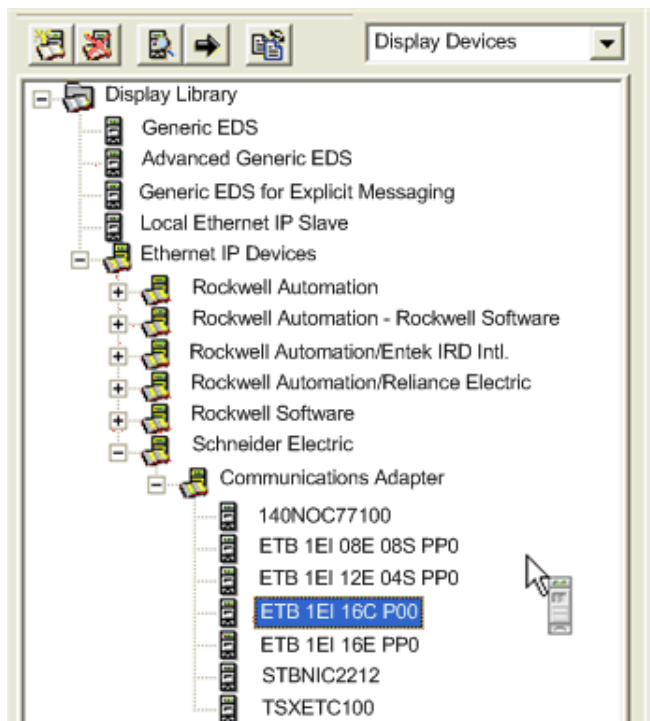 Display Devices
Display Library
Generic EDS
Advanced Generic EDS
Generic EDS for Explicit Messaging
Local Ethernet IP Slave
Ethernet IP Devices
Rockwell Automation
Rockwell Automation - Rockwell Software
Rockwell Automation/Entek IRD Intl.
Rockwell Automation/Reliance Electric
Rockwell Software
Schneider Electric
Communications Adapter
140NOC77100
ETB 1EI 08E 08S PP0
ETB 1EI 12E 04S PP0
ETB 1EI 16C P00
ETB 1EI 16E PP0
STBNIC2212
TSXETC100